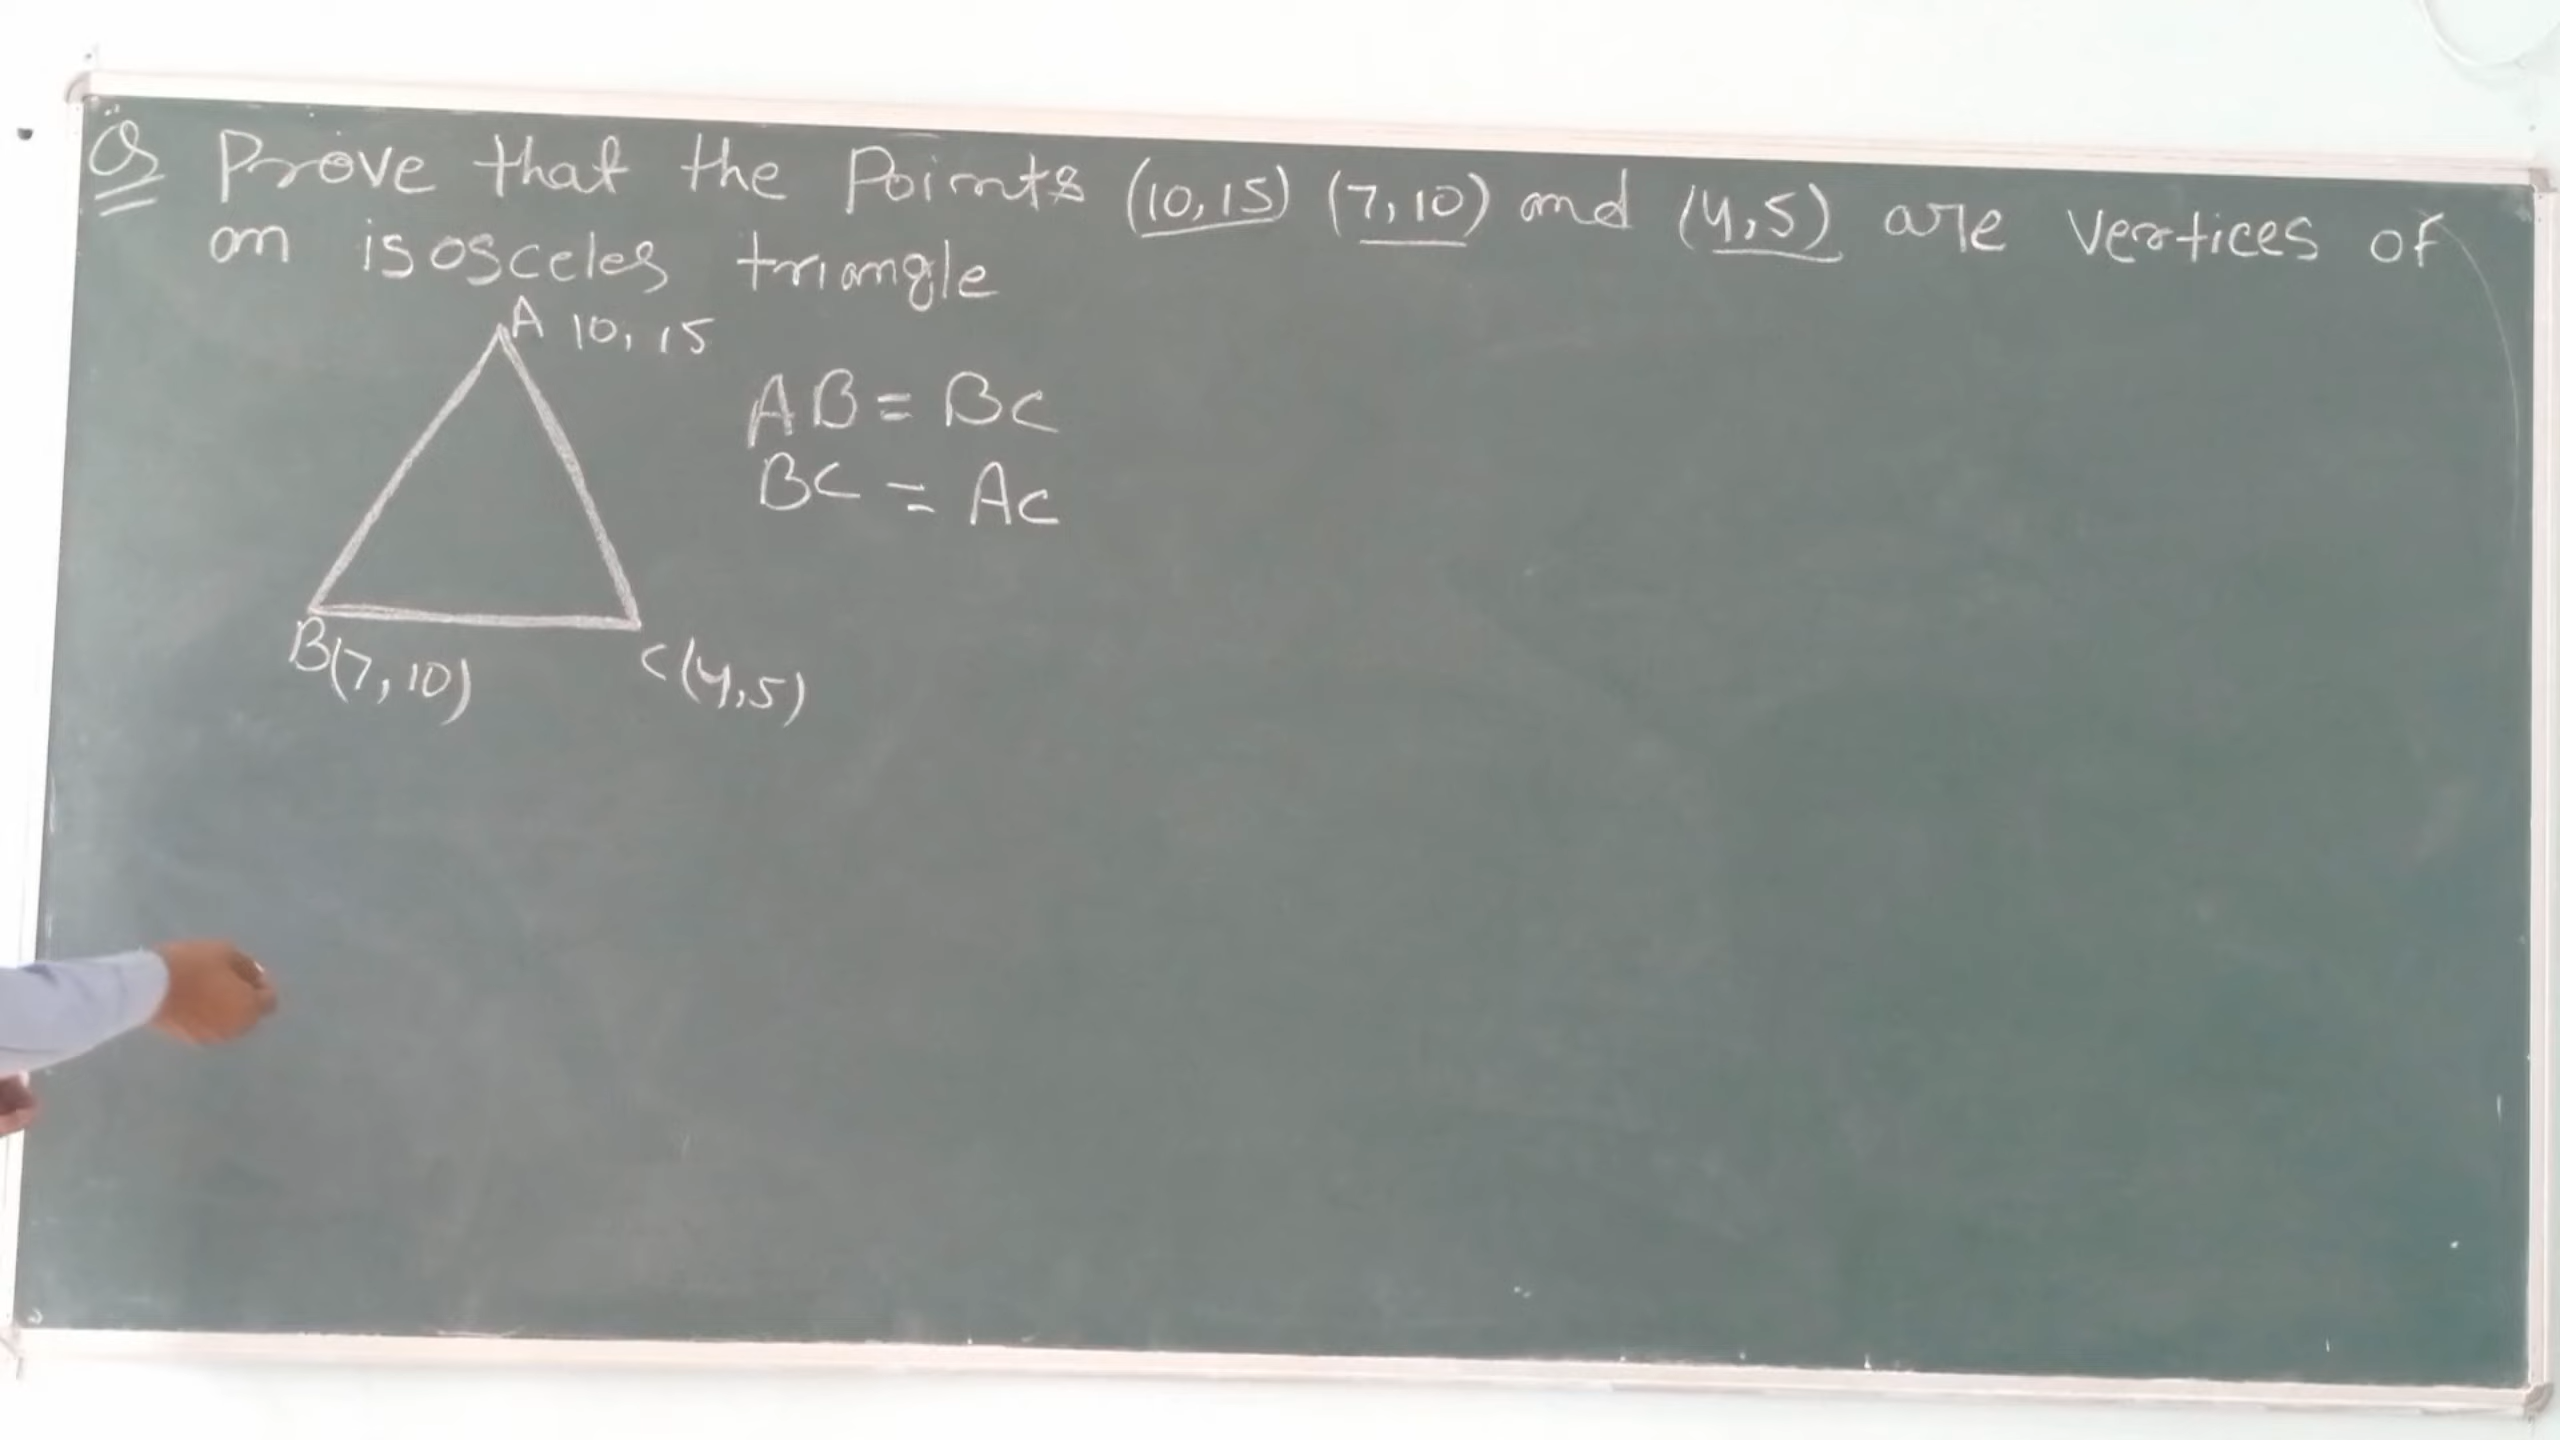 Q Prove that the Points (10,15) (7,10) and (4,5) are vertices of
an isosceles triangle
A 10, 15
AB = BC
BC = AC
B(7,10)
C(4,5)